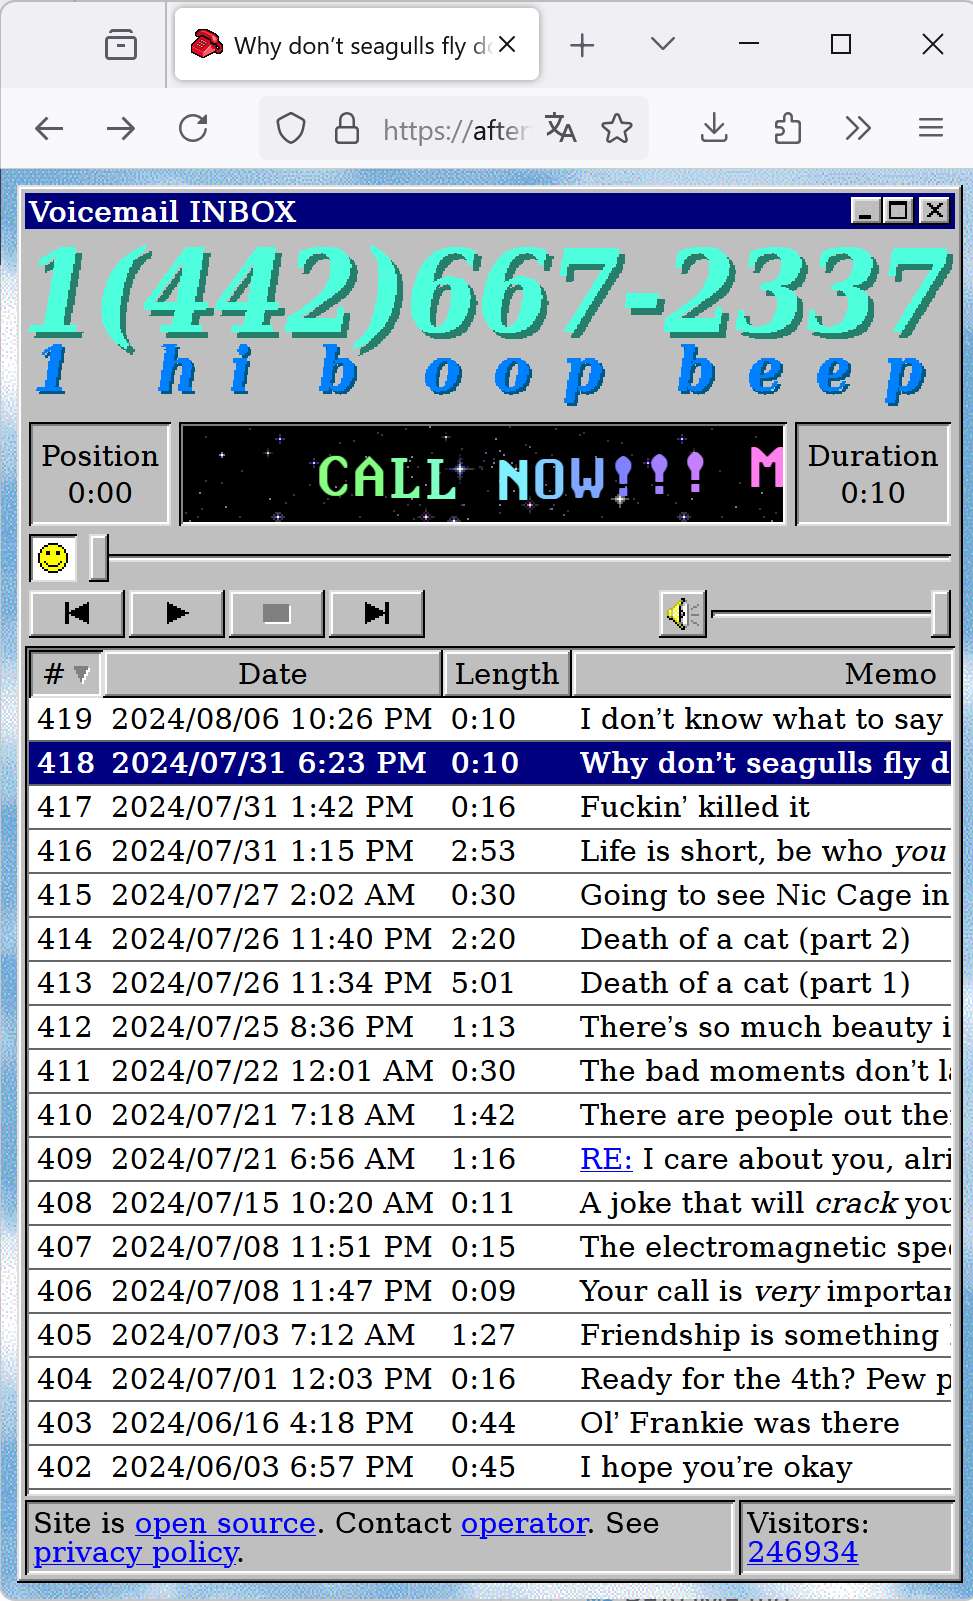 Why don’t seagulls fly
https://after
Voicemail INBOX
1(442)667-2337
1 hi boop beep
Position
0:00
CALL NOW!!! M
Duration
0:10
# Date Length Memo
419 2024/08/06 10:26 PM 0:10 I don’t know what to say
418 2024/07/31 6:23 PM 0:10 Why don’t seagulls fly
417 2024/07/31 1:42 PM 0:16 Fuckin’ killed it
416 2024/07/31 1:15 PM 2:53 Life is short, be who you
415 2024/07/27 2:02 AM 0:30 Going to see Nic Cage in
414 2024/07/26 11:40 PM 2:20 Death of a cat (part 2)
413 2024/07/26 11:34 PM 5:01 Death of a cat (part 1)
412 2024/07/25 8:36 PM 1:13 There’s so much beauty
411 2024/07/22 12:01 AM 0:30 The bad moments don’t
410 2024/07/21 7:18 AM 1:42 There are people out
409 2024/07/21 6:56 AM 1:16 RE: I care about you,
408 2024/07/15 10:20 AM 0:11 A joke that will crack you
407 2024/07/08 11:51 PM 0:15 The electromagnetic
406 2024/07/08 11:47 PM 0:09 Your call is very
405 2024/07/03 7:12 AM 1:27 Friendship is something
404 2024/07/01 12:03 PM 0:16 Ready for the 4th? Pew
403 2024/06/16 4:18 PM 0:44 Ol’ Frankie was there
402 2024/06/03 6:57 PM 0:45 I hope you’re okay
Site is open source. Contact operator. See
privacy policy.
Visitors:
246934